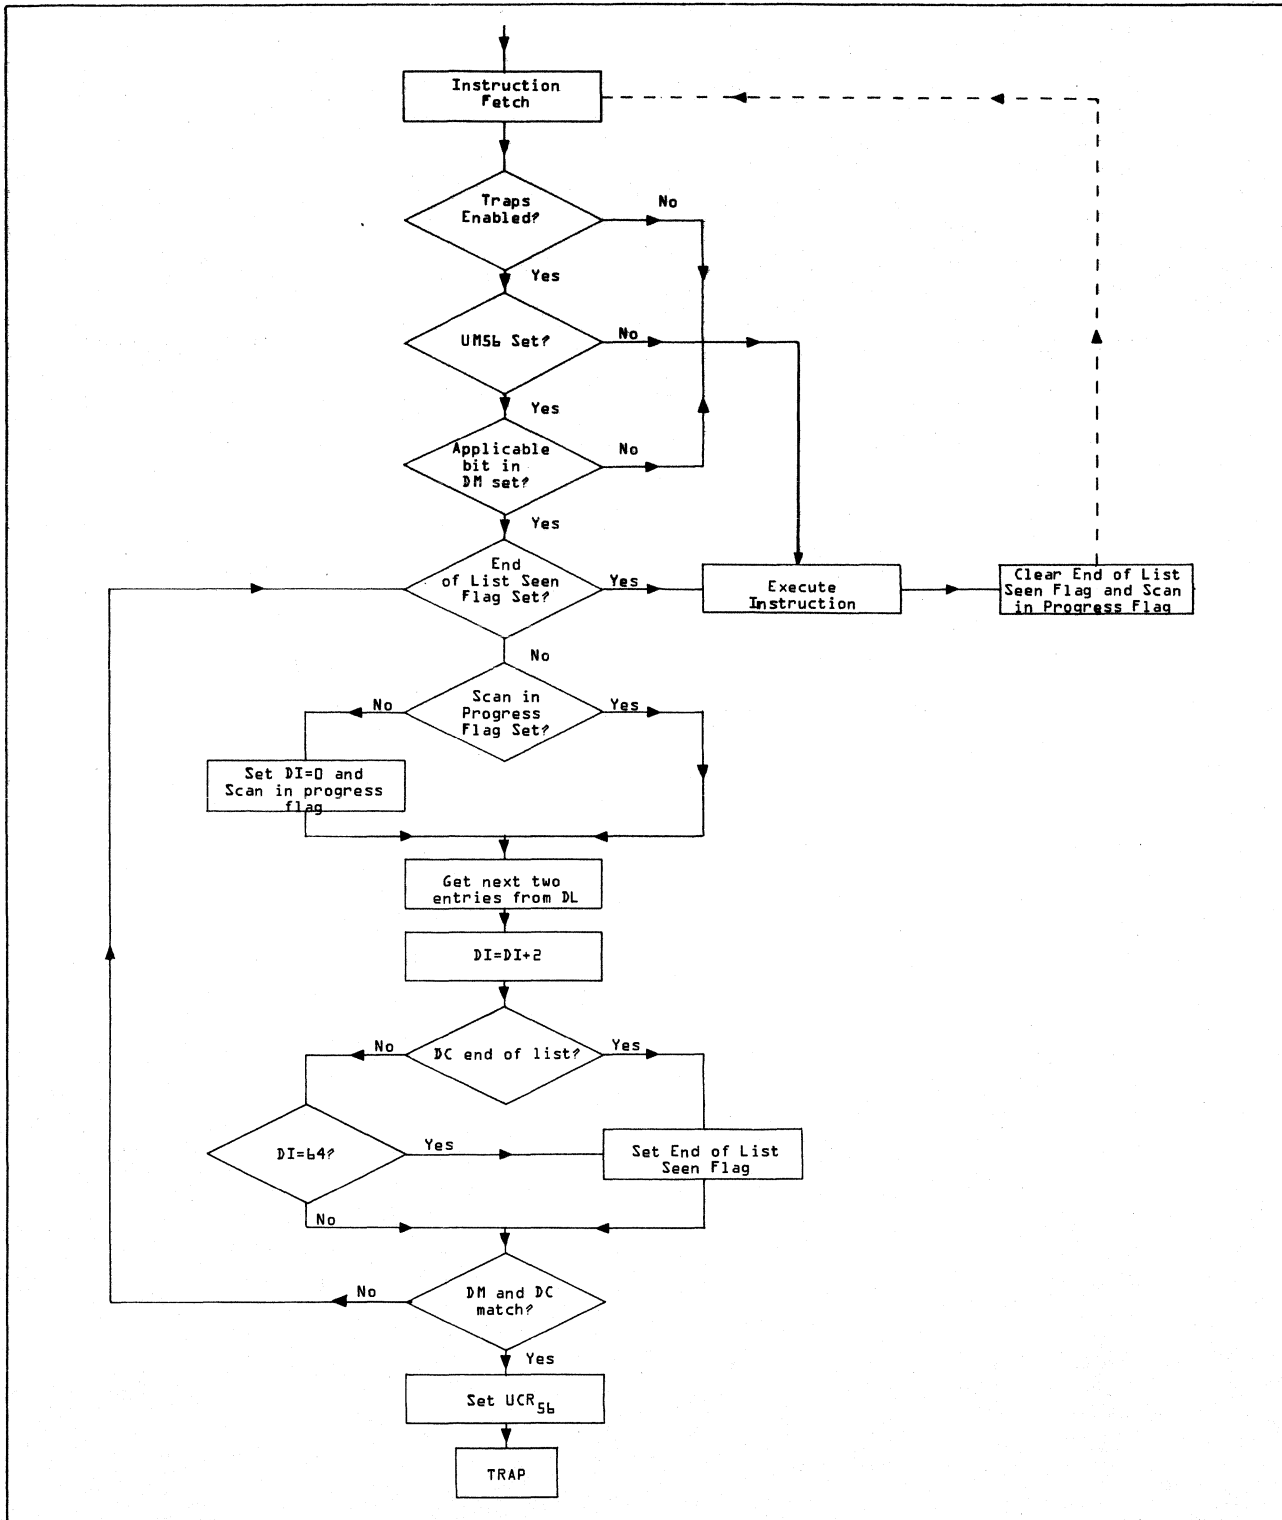 Instruction
Fetch
Traps
Enabled?
No
Yes
UM56 Set?
No
Yes
Applicable
bit in
DM set?
No
Yes
End
of List Seen
Flag Set?
Yes
Execute
Instruction
Clear End of List
Seen Flag and Scan
in Progress Flag
No
Scan in
Progress
Flag Set?
No
Yes
Set DI=0 and
Scan in progress
flag
Get next two
entries from DL
DI=DI+2
DC end of list?
No
Yes
DI=64?
Yes
Set End of List
Seen Flag
No
DM and DC
match?
No
Yes
Set UCR56
TRAP